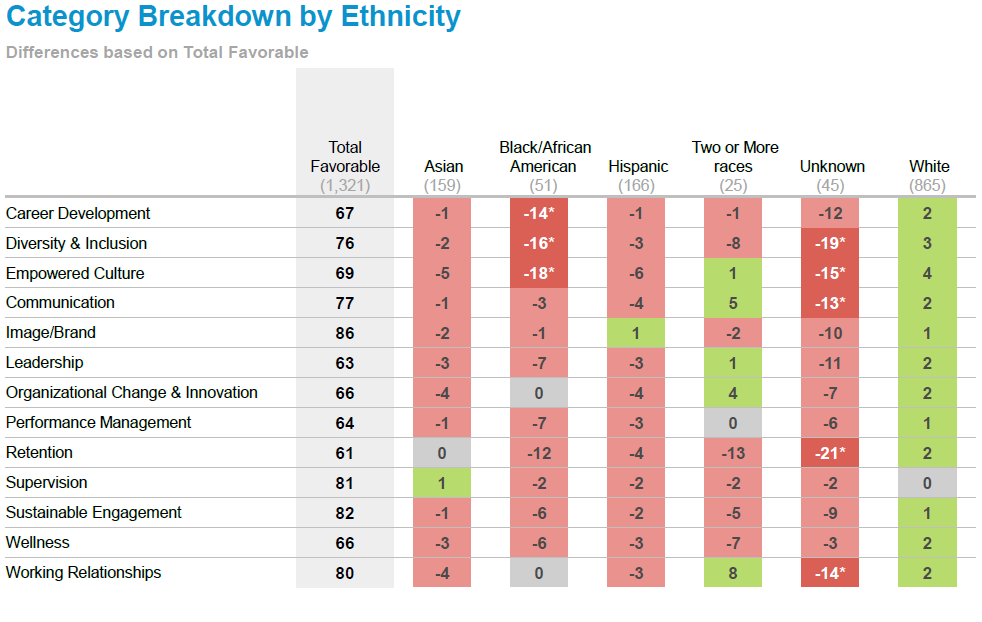 Category Breakdown by Ethnicity
Differences based on Total Favorable
Total Favorable (1,321) Asian (159) Black/African American (51) Hispanic (166) Two or More races (25) Unknown (45) White (865)
Career Development 67 -1 -14* -1 -1 -12 2
Diversity & Inclusion 76 -2 -16* -3 -8 -19* 3
Empowered Culture 69 -5 -18* -6 1 -15* 4
Communication 77 -1 -3 -4 5 -13* 2
Image/Brand 86 -2 -1 1 -2 -10 1
Leadership 63 -3 -7 -3 1 -11 2
Organizational Change & Innovation 66 -4 0 -4 4 -7 2
Performance Management 64 -1 -7 -3 0 -6 1
Retention 61 0 -12 -4 -13 -21* 2
Supervision 81 1 -2 -2 -2 -2 0
Sustainable Engagement 82 -1 -6 -2 -5 -9 1
Wellness 66 -3 -6 -3 -7 -3 2
Working Relationships 80 -4 0 -3 8 -14* 2